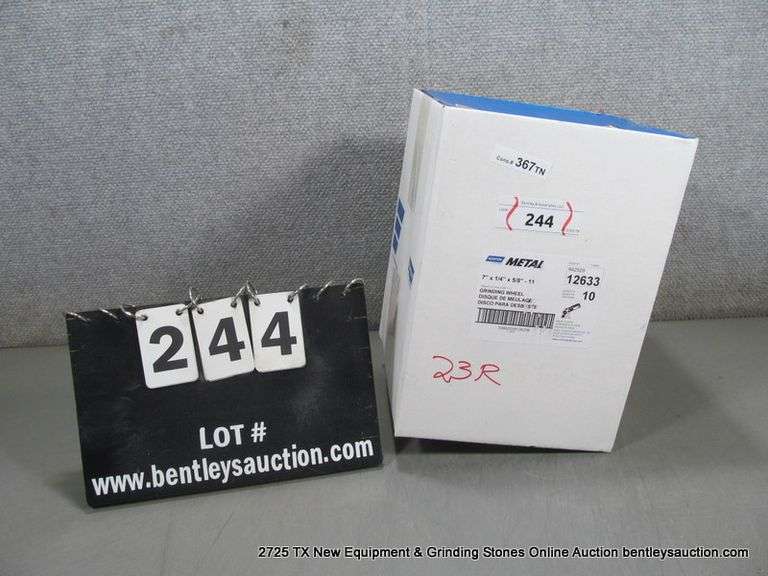 244
LOT #
www.bentleysauction.com
Cons.# 367TN
244
NORTON METAL
7" x 1/4" x 5/8" - 11
GRINDING WHEEL
DISQUE DE MEULAGE
DISCO PARA DESBASTE
12633
10
23R
2725 TX New Equipment & Grinding Stones Online Auction bentleysauction.com